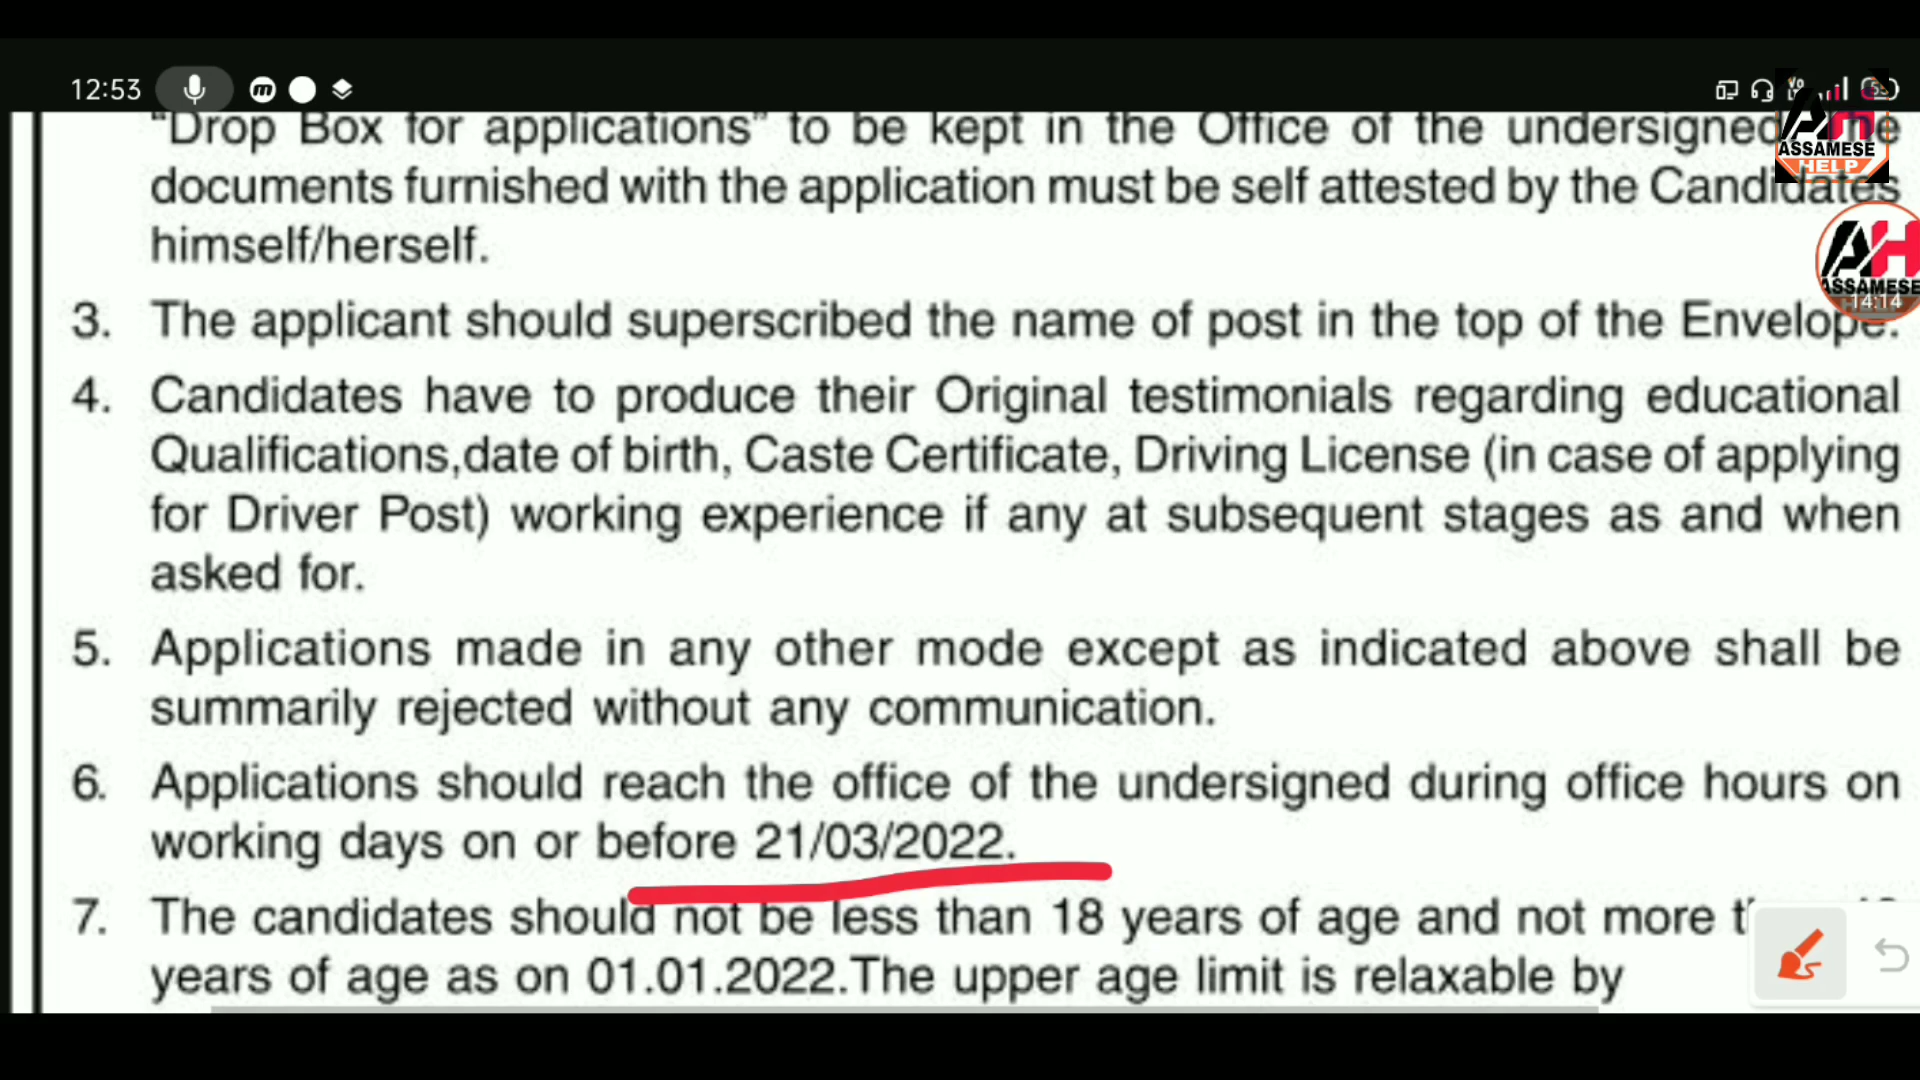 12:53
"Drop Box for applications" to be kept in the Office of the undersigned
documents furnished with the application must be self attested by the Candidates
himself/herself.
3. The applicant should superscribed the name of post in the top of the Envelope.
4. Candidates have to produce their Original testimonials regarding educational
Qualifications,date of birth, Caste Certificate, Driving License (in case of applying
for Driver Post) working experience if any at subsequent stages as and when
asked for.
5. Applications made in any other mode except as indicated above shall be
summarily rejected without any communication.
6. Applications should reach the office of the undersigned during office hours on
working days on or before 21/03/2022.
7. The candidates should not be less than 18 years of age and not more
years of age as on 01.01.2022.The upper age limit is relaxable by
AH
ASSAMESE
HELP
AH
ASSAMESE
14:14